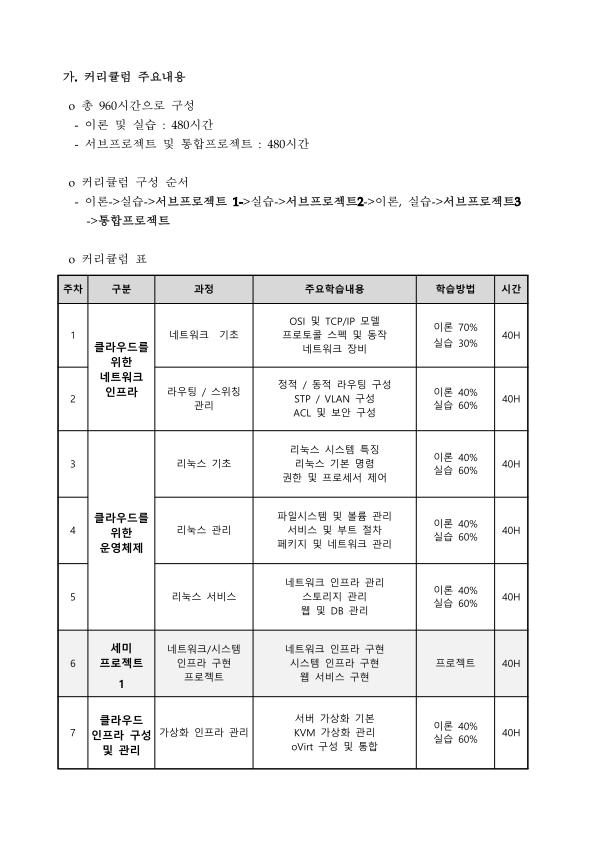 가. 커리큘럼 주요내용
o 총 960시간으로 구성
- 이론 및 실습 : 480시간
- 서브프로젝트 및 통합프로젝트 : 480시간
o 커리큘럼 구성 순서
- 이론->실습->서브프로젝트 1->실습->서브프로젝트2->이론, 실습->서브프로젝트3
->통합프로젝트
o 커리큘럼 표
주차 구분 과정 주요학습내용 학습방법 시간
1
클라우드를
위한
네트워크
인프라
네트워크 기초
OSI 및 TCP/IP 모델
프로토콜 스펙 및 동작
네트워크 장비
이론 70%
실습 30%
40H
2
라우팅 / 스위칭
관리
정적 / 동적 라우팅 구성
STP / VLAN 구성
ACL 및 보안 구성
이론 40%
실습 60%
40H
3
클라우드를
위한
운영체제
리눅스 기초
리눅스 시스템 특징
리눅스 기본 명령
권한 및 프로세서 제어
이론 40%
실습 60%
40H
4
리눅스 관리
파일시스템 및 볼륨 관리
서비스 및 부트 절차
페키지 및 네트워크 관리
이론 40%
실습 60%
40H
5
리눅스 서비스
네트워크 인프라 관리
스토리지 관리
웹 및 DB 관리
이론 40%
실습 60%
40H
6
세미
프로젝트
1
네트워크/시스템
인프라 구현
프로젝트
네트워크 인프라 구현
시스템 인프라 구현
웹 서비스 구현
프로젝트
40H
7
클라우드
인프라 구성
및 관리
가상화 인프라 관리
서버 가상화 기본
KVM 가상화 관리
oVirt 구성 및 통합
이론 40%
실습 60%
40H